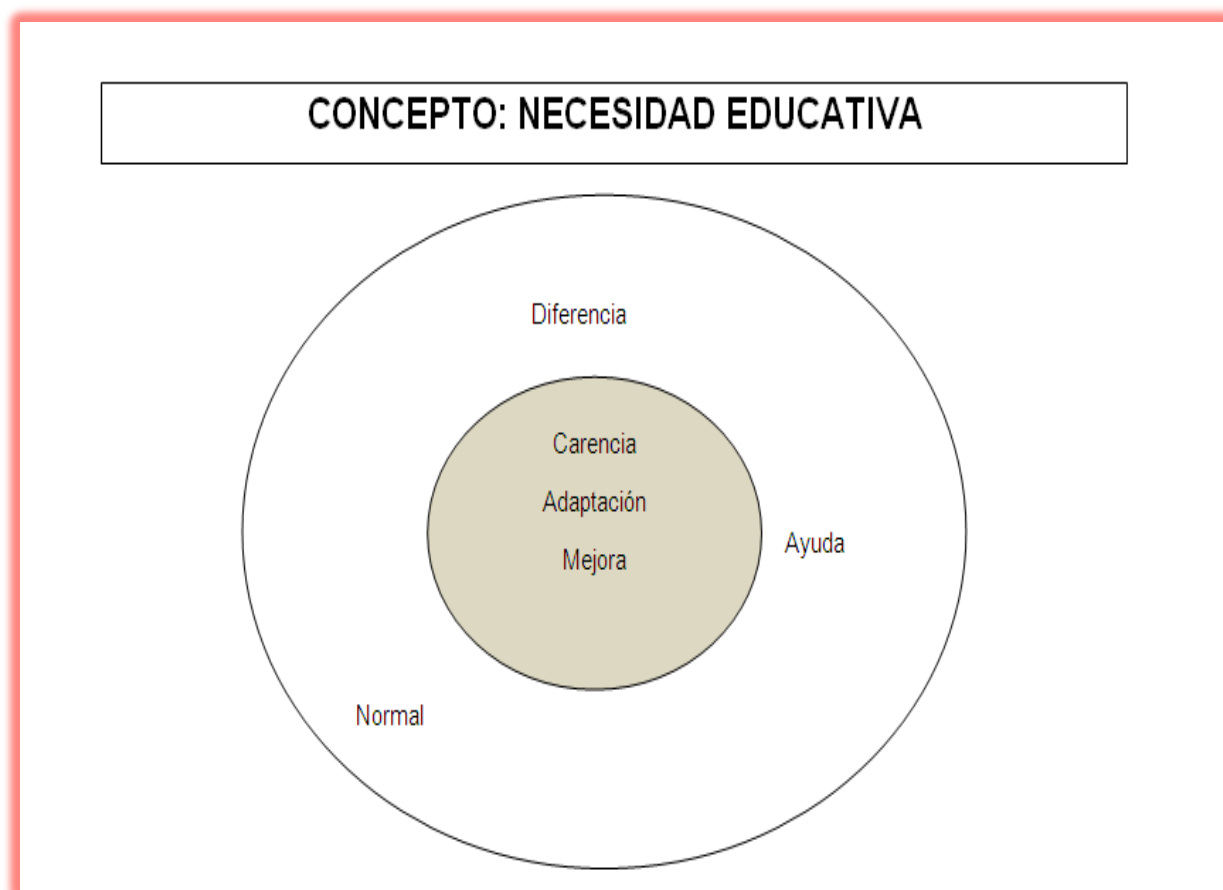 CONCEPTO: NECESIDAD EDUCATIVA
Diferencia
Carencia
Adaptación
Mejora
Ayuda
Normal